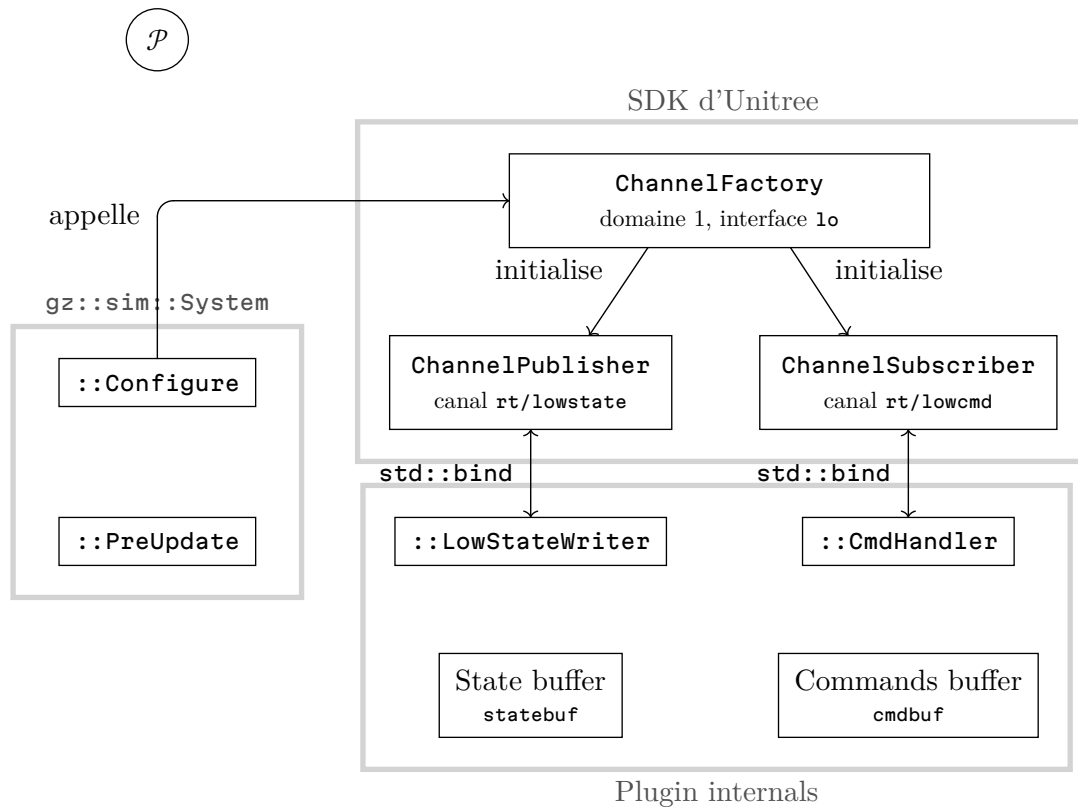 𝒫
SDK d'Unitree
ChannelFactory
domaine 1, interface lo
appelle
initialise
initialise
gz::sim::System
::Configure
ChannelPublisher
canal rt/lowstate
ChannelSubscriber
canal rt/lowcmd
std::bind
std::bind
::PreUpdate
::LowStateWriter
::CmdHandler
State buffer
statebuf
Commands buffer
cmdbuf
Plugin internals